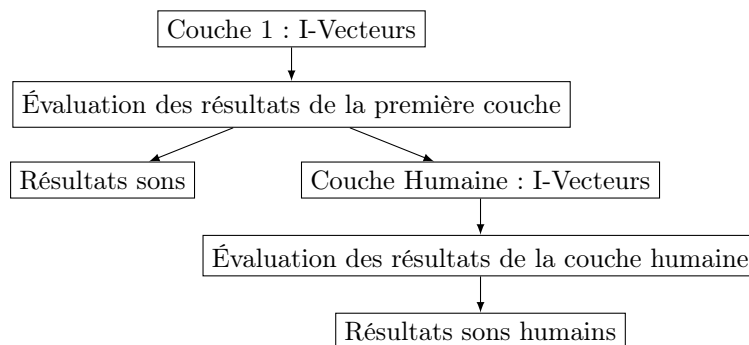 Couche 1 : I-Vecteurs
Évaluation des résultats de la première couche
Résultats sons
Couche Humaine : I-Vecteurs
Évaluation des résultats de la couche humaine
Résultats sons humains